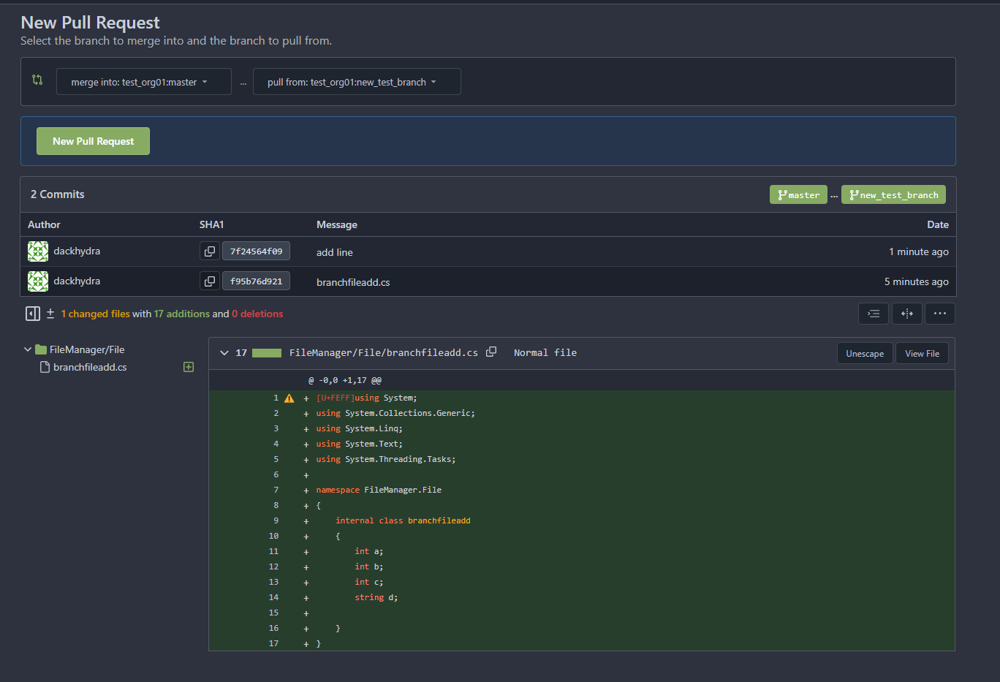 New Pull Request
Select the branch to merge into and the branch to pull from.
merge into: test_org01:master ... pull from: test_org01:new_test_branch
New Pull Request
2 Commits master ... new_test_branch
Author SHA1 Message Date
dackhydra 7f24564f09 add line 1 minute ago
dackhydra f95b76d921 branchfileadd.cs 5 minutes ago
± 1 changed files with 17 additions and 0 deletions
FileManager/File
branchfileadd.cs
17 FileManager/File/branchfileadd.cs Normal file Unescape View File
@ -0,0 +1,17 @@
1 + [U+FEFF]using System;
2 + using System.Collections.Generic;
3 + using System.Linq;
4 + using System.Text;
5 + using System.Threading.Tasks;
6 +
7 + namespace FileManager.File
8 + {
9 + internal class branchfileadd
10 + {
11 + int a;
12 + int b;
13 + int c;
14 + string d;
15 +
16 + }
17 + }